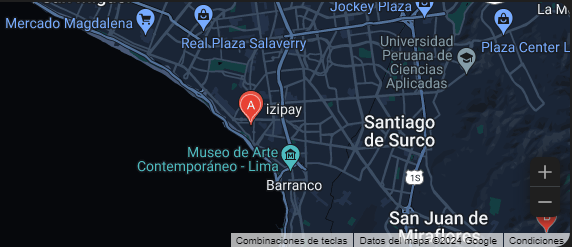 Jockey Plaza
La M
Mercado Magdalena
Real Plaza Salaverry
Universidad
Peruana de
Ciencias
Aplicadas
Plaza Center L
A
izipay
Santiago
de Surco
Museo de Arte
Contemporáneo - Lima
1S
Barranco
San Juan de
Miraflores
+
−
Combinaciones de teclas
Datos del mapa ©2024 Google
Condiciones